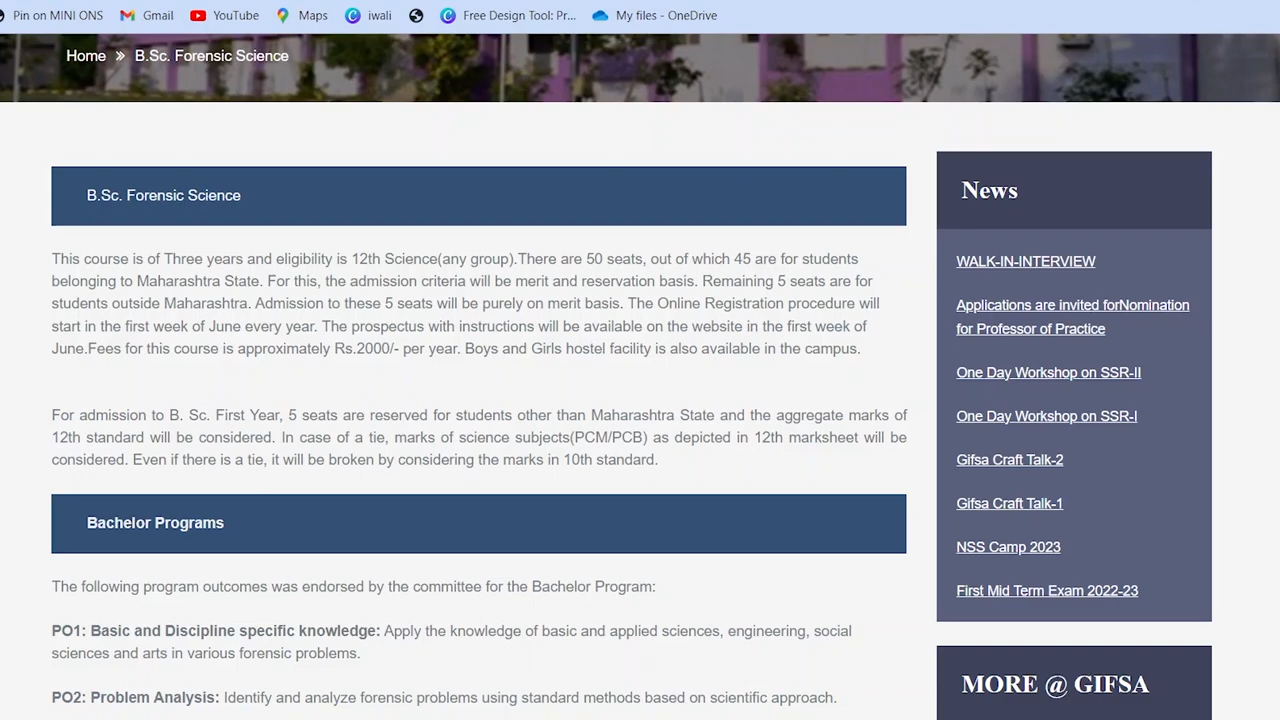 Pin on MINI ONS Gmail YouTube Maps iwali Free Design Tool: Pr... My files - OneDrive
Home » B.Sc. Forensic Science
B.Sc. Forensic Science
This course is of Three years and eligibility is 12th Science(any group).There are 50 seats, out of which 45 are for students
belonging to Maharashtra State. For this, the admission criteria will be merit and reservation basis. Remaining 5 seats are for
students outside Maharashtra. Admission to these 5 seats will be purely on merit basis. The Online Registration procedure will
start in the first week of June every year. The prospectus with instructions will be available on the website in the first week of
June.Fees for this course is approximately Rs.2000/- per year. Boys and Girls hostel facility is also available in the campus.
For admission to B. Sc. First Year, 5 seats are reserved for students other than Maharashtra State and the aggregate marks of
12th standard will be considered. In case of a tie, marks of science subjects(PCM/PCB) as depicted in 12th marksheet will be
considered. Even if there is a tie, it will be broken by considering the marks in 10th standard.
Bachelor Programs
The following program outcomes was endorsed by the committee for the Bachelor Program:
PO1: Basic and Discipline specific knowledge: Apply the knowledge of basic and applied sciences, engineering, social
sciences and arts in various forensic problems.
PO2: Problem Analysis: Identify and analyze forensic problems using standard methods based on scientific approach.
News
WALK-IN-INTERVIEW
Applications are invited forNomination
for Professor of Practice
One Day Workshop on SSR-II
One Day Workshop on SSR-I
Gifsa Craft Talk-2
Gifsa Craft Talk-1
NSS Camp 2023
First Mid Term Exam 2022-23
MORE @ GIFSA